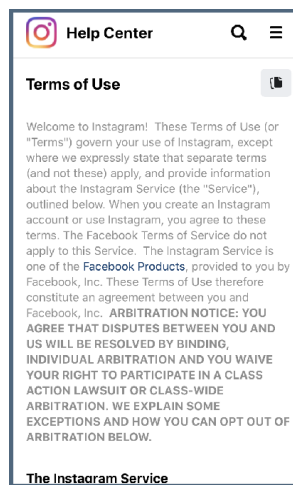 Help Center
Terms of Use
Welcome to Instagram! These Terms of Use (or
"Terms") govern your use of Instagram, except
where we expressly state that separate terms
(and not these) apply, and provide information
about the Instagram Service (the "Service"),
outlined below. When you create an Instagram
account or use Instagram, you agree to these
terms. The Facebook Terms of Service do not
apply to this Service. The Instagram Service is
one of the Facebook Products, provided to you by
Facebook, Inc. These Terms of Use therefore
constitute an agreement between you and
Facebook, Inc. ARBITRATION NOTICE: YOU
AGREE THAT DISPUTES BETWEEN YOU AND
US WILL BE RESOLVED BY BINDING,
INDIVIDUAL ARBITRATION AND YOU WAIVE
YOUR RIGHT TO PARTICIPATE IN A CLASS
ACTION LAWSUIT OR CLASS-WIDE
ARBITRATION. WE EXPLAIN SOME
EXCEPTIONS AND HOW YOU CAN OPT OUT OF
ARBITRATION BELOW.
The Instagram Service